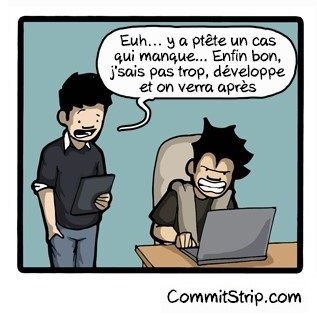 Euh... y a ptête un cas
qui manque... Enfin bon,
j'sais pas trop, développe
et on verra après
CommitStrip.com